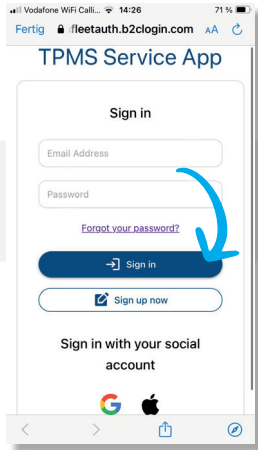 Vodafone WiFi Calli... 14:26 71 %
Fertig ifleetauth.b2clogin.com AA
TPMS Service App
Sign in
Email Address
Password
Forgot your password?
Sign in
Sign up now
Sign in with your social
account